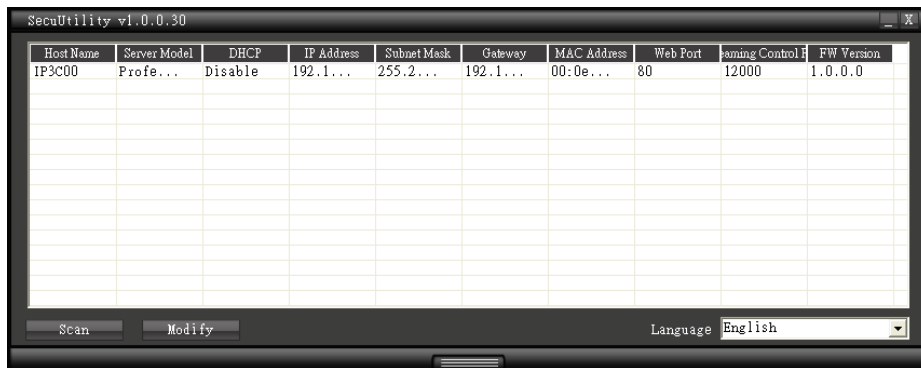 SecuUtility v1.0.0.30
Host Name Server Model DHCP IP Address Subnet Mask Gateway MAC Address Web Port eaming Control P FW Version
IP3C00 Profe... Disable 192.1... 255.2... 192.1... 00:0e... 80 12000 1.0.0.0
Scan Modify Language English